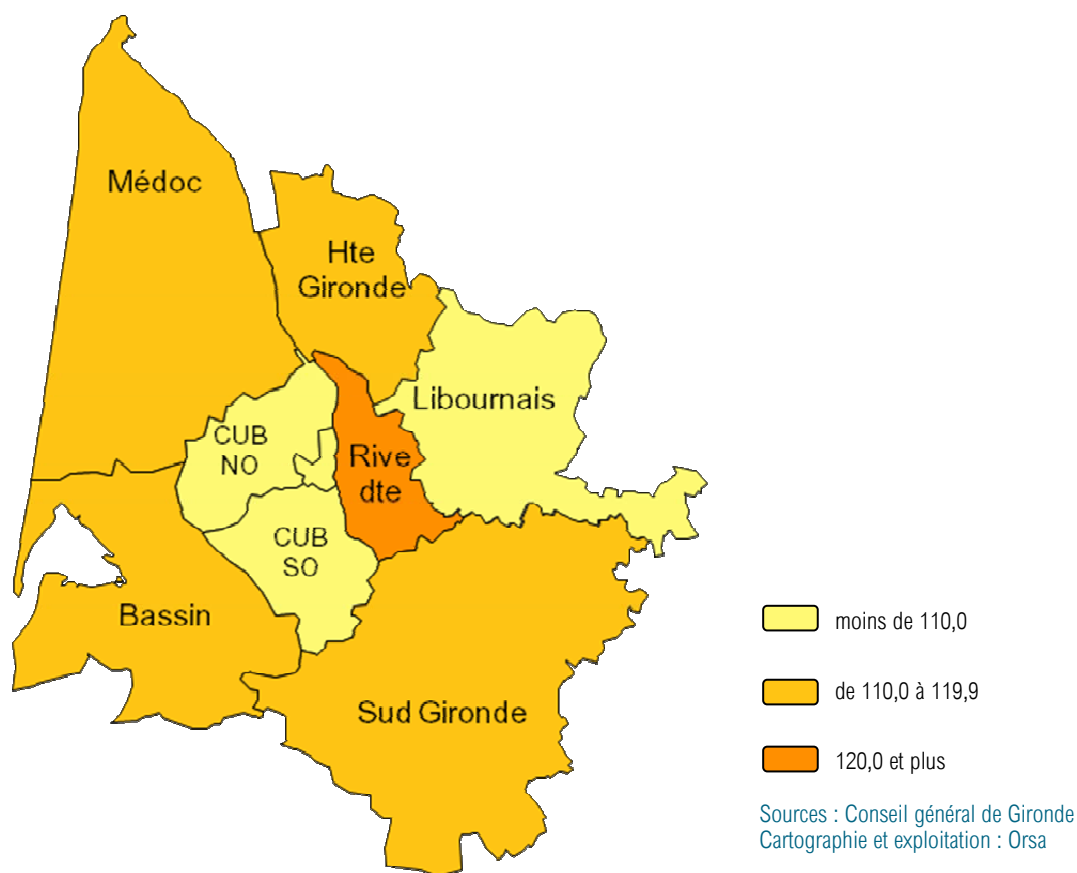 Médoc
Hte
Gironde
Libournais
CUB
NO
Rive
dte
CUB
SO
Bassin
Sud Gironde
moins de 110,0
de 110,0 à 119,9
120,0 et plus
Sources : Conseil général de Gironde
Cartographie et exploitation : Orsa